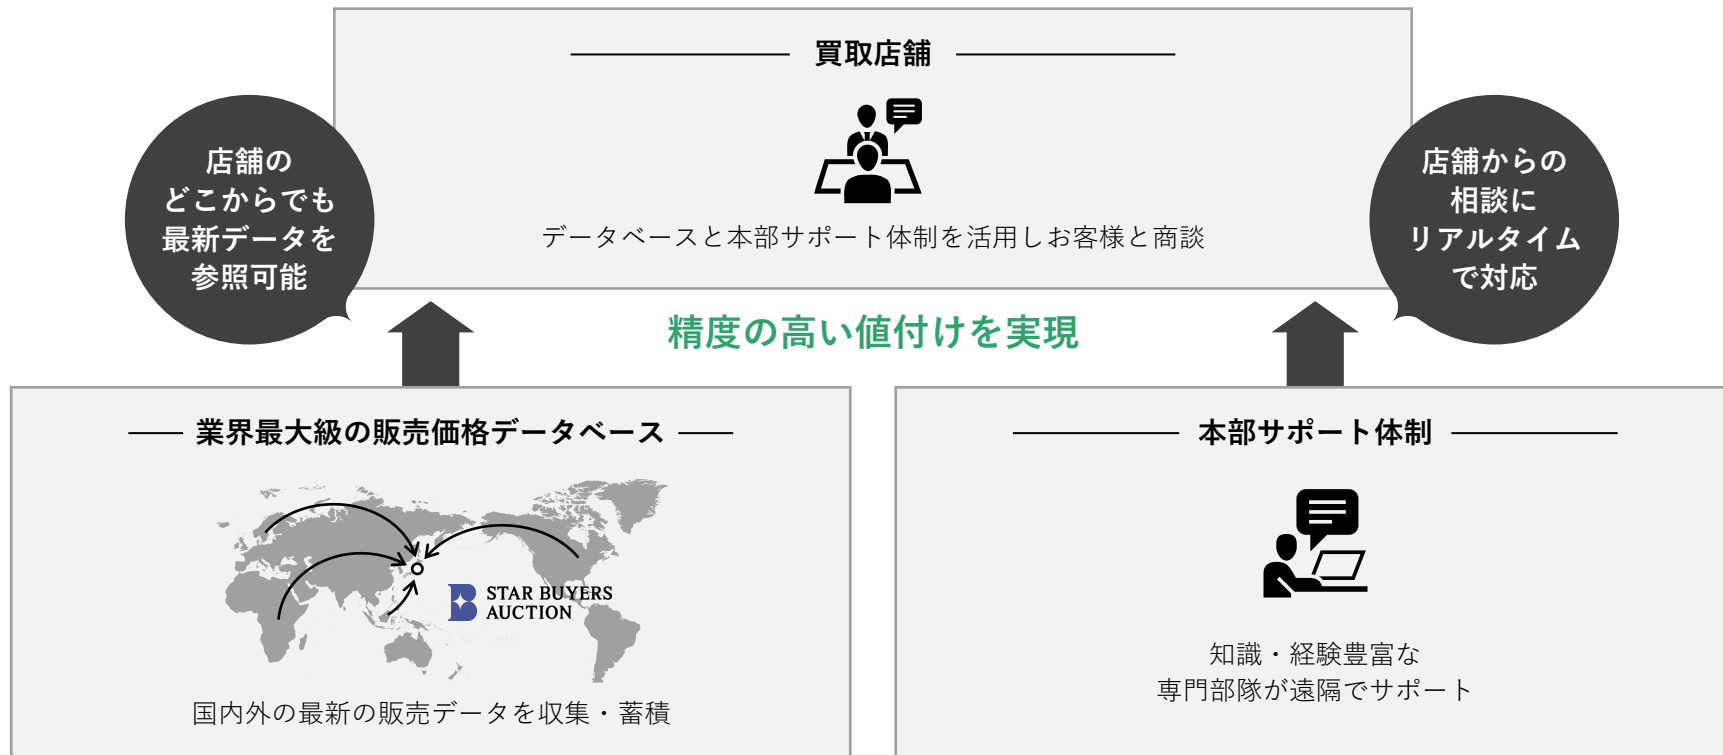 買取店舗
データベースと本部サポート体制を活用しお客様と商談
店舗の
どこからでも
最新データを
参照可能
店舗からの
相談に
リアルタイム
で対応
精度の高い値付けを実現
業界最大級の販売価格データベース
STAR BUYERS
AUCTION
国内外の最新の販売データを収集・蓄積
本部サポート体制
知識・経験豊富な
専門部隊が遠隔でサポート